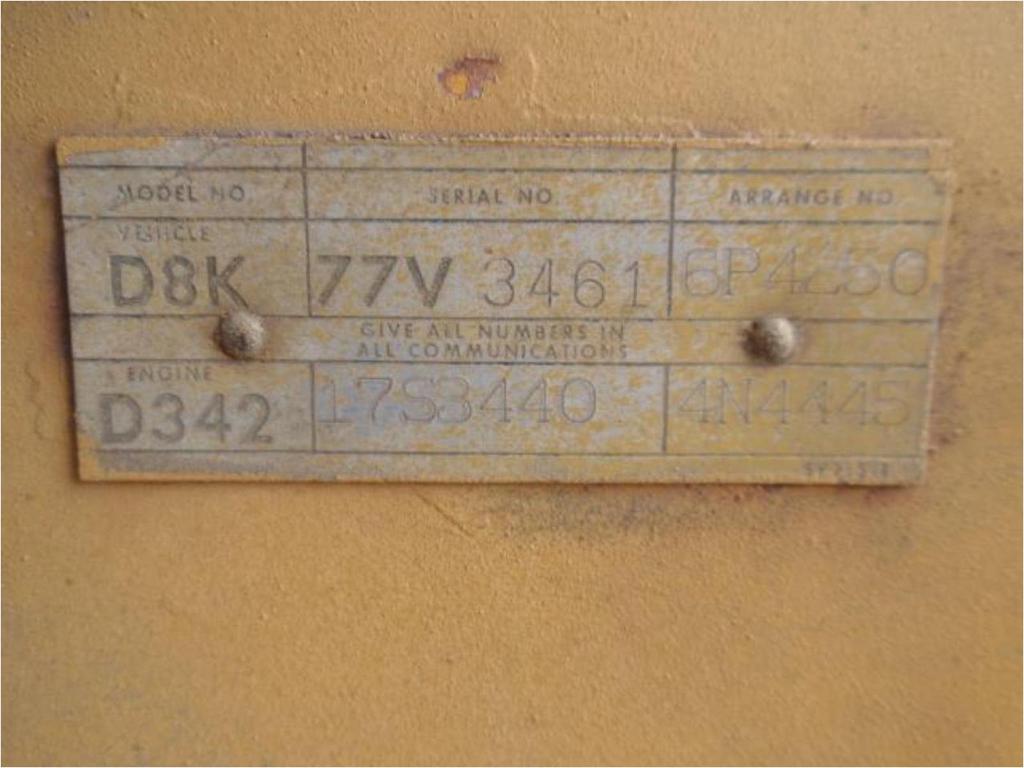 MODEL NO SERIAL NO ARRANGE NO
VEHICLE
D8K 77V 3461 6P4250
GIVE ALL NUMBERS IN
ALL COMMUNICATIONS
ENGINE
D342 17S3440 4N4445